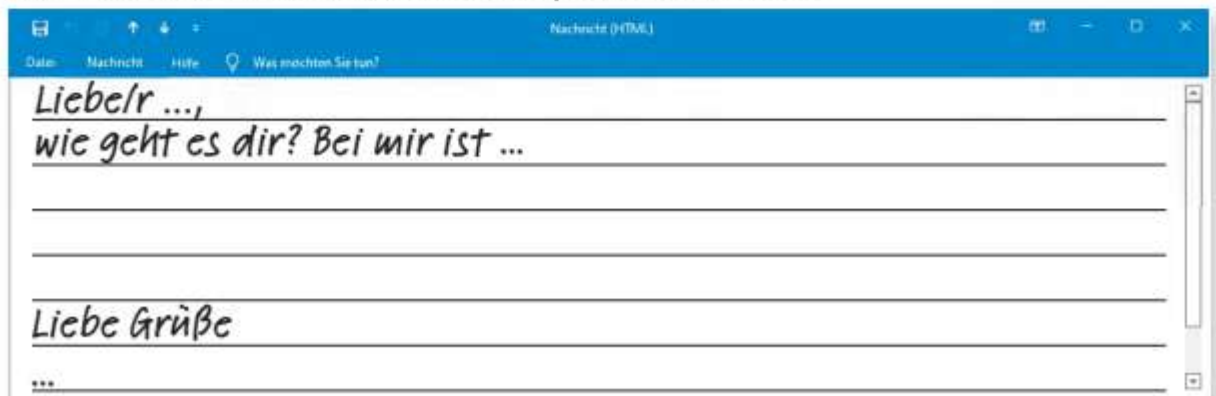 Nachricht (HTML)
Datei Nachricht Hilfe Was möchten Sie tun?
Liebe/r ...,
wie geht es dir? Bei mir ist ...
Liebe Grüße
...